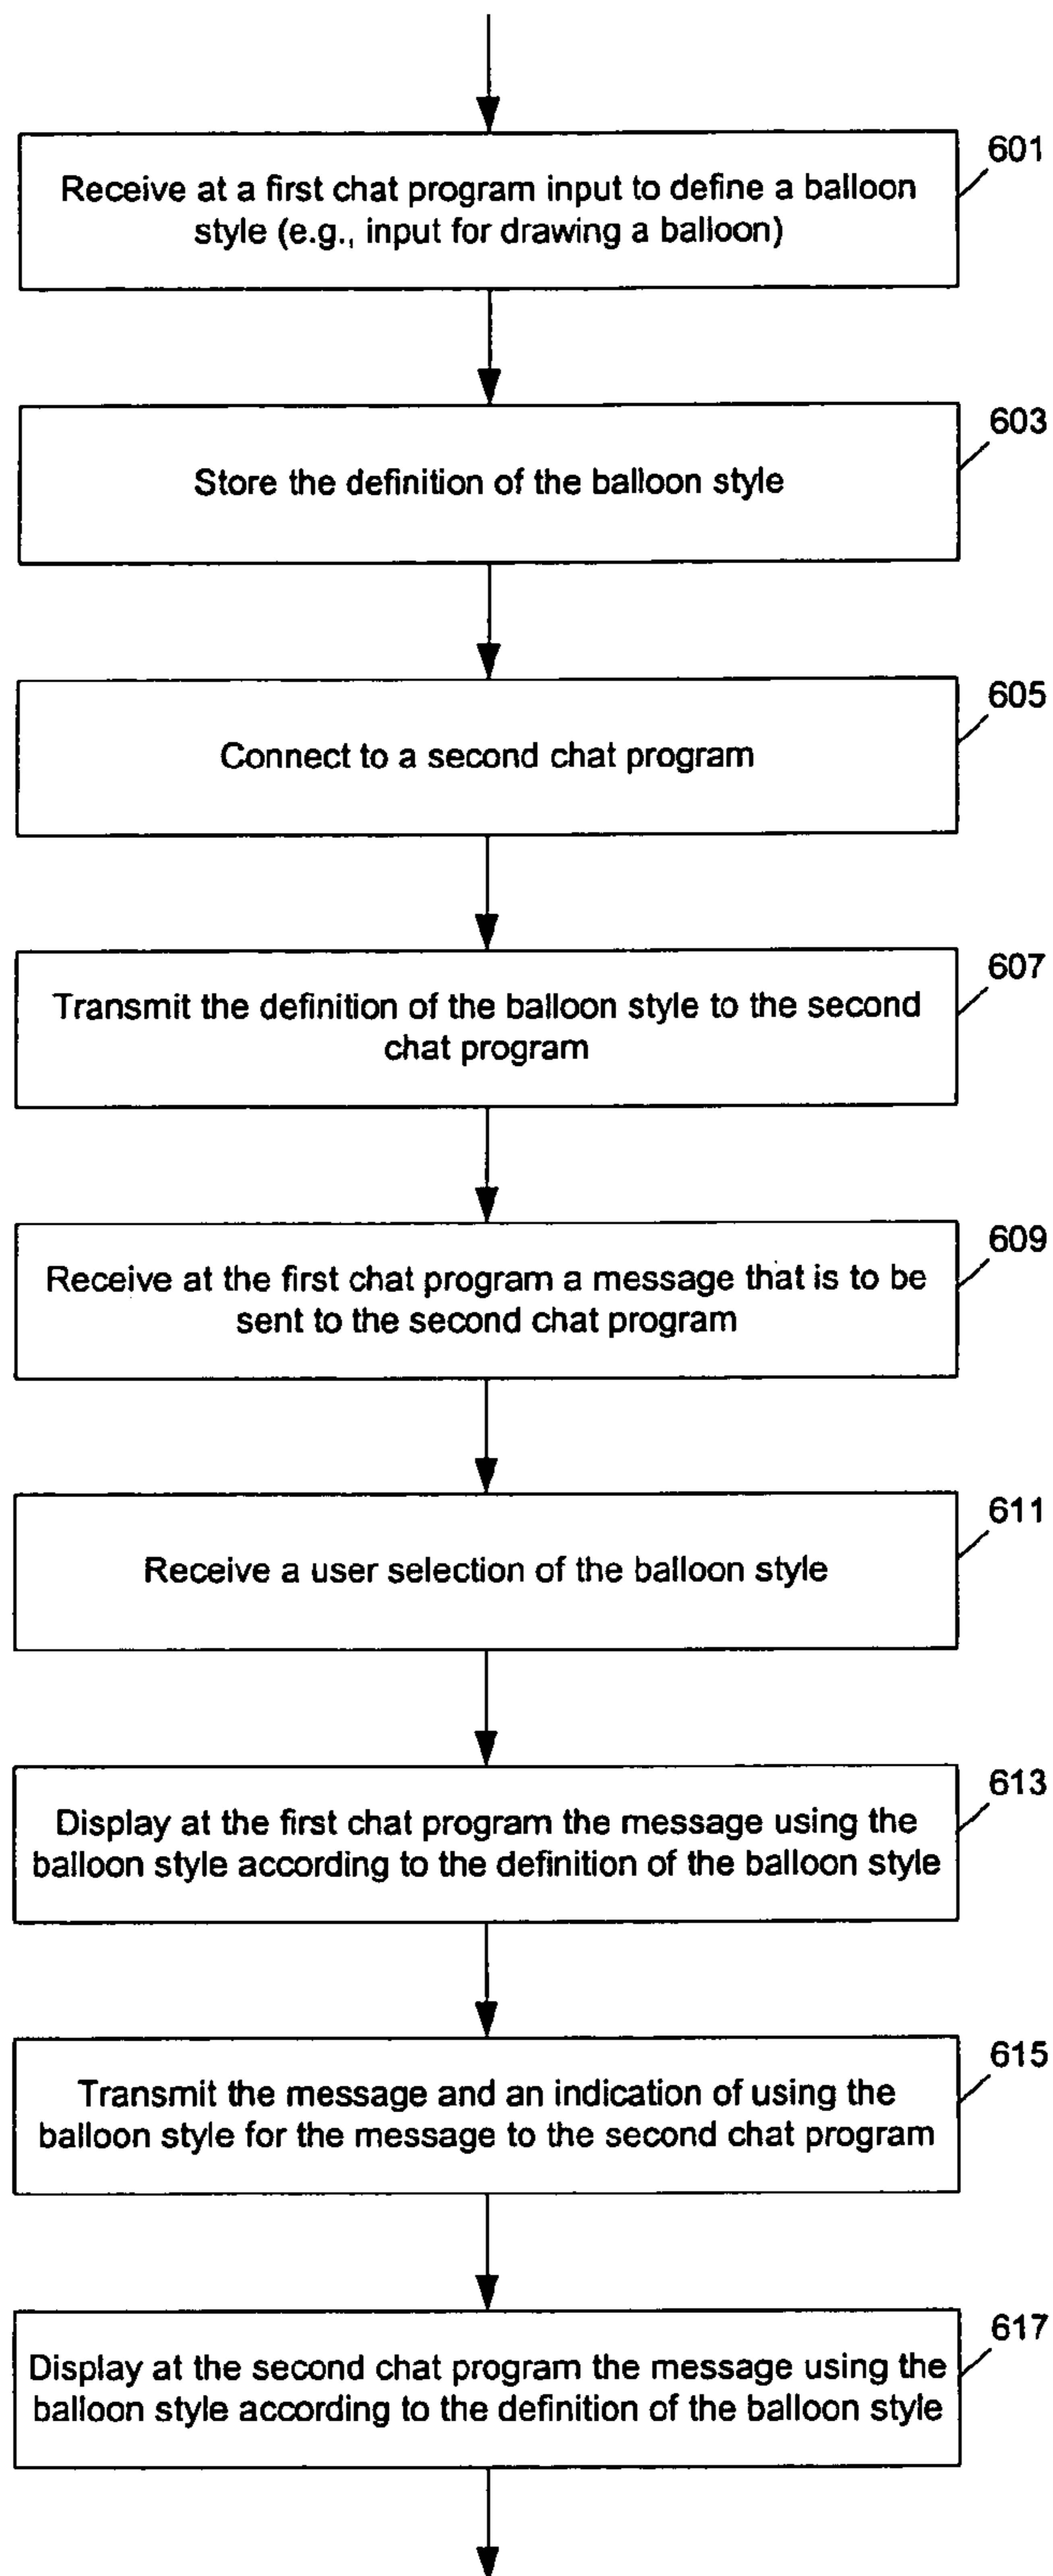 601
Receive at a first chat program input to define a balloon
style (e.g., input for drawing a balloon)
603
Store the definition of the balloon style
605
Connect to a second chat program
607
Transmit the definition of the balloon style to the second
chat program
609
Receive at the first chat program a message that is to be
sent to the second chat program
611
Receive a user selection of the balloon style
613
Display at the first chat program the message using the
balloon style according to the definition of the balloon style
615
Transmit the message and an indication of using the
balloon style for the message to the second chat program
617
Display at the second chat program the message using the
balloon style according to the definition of the balloon style